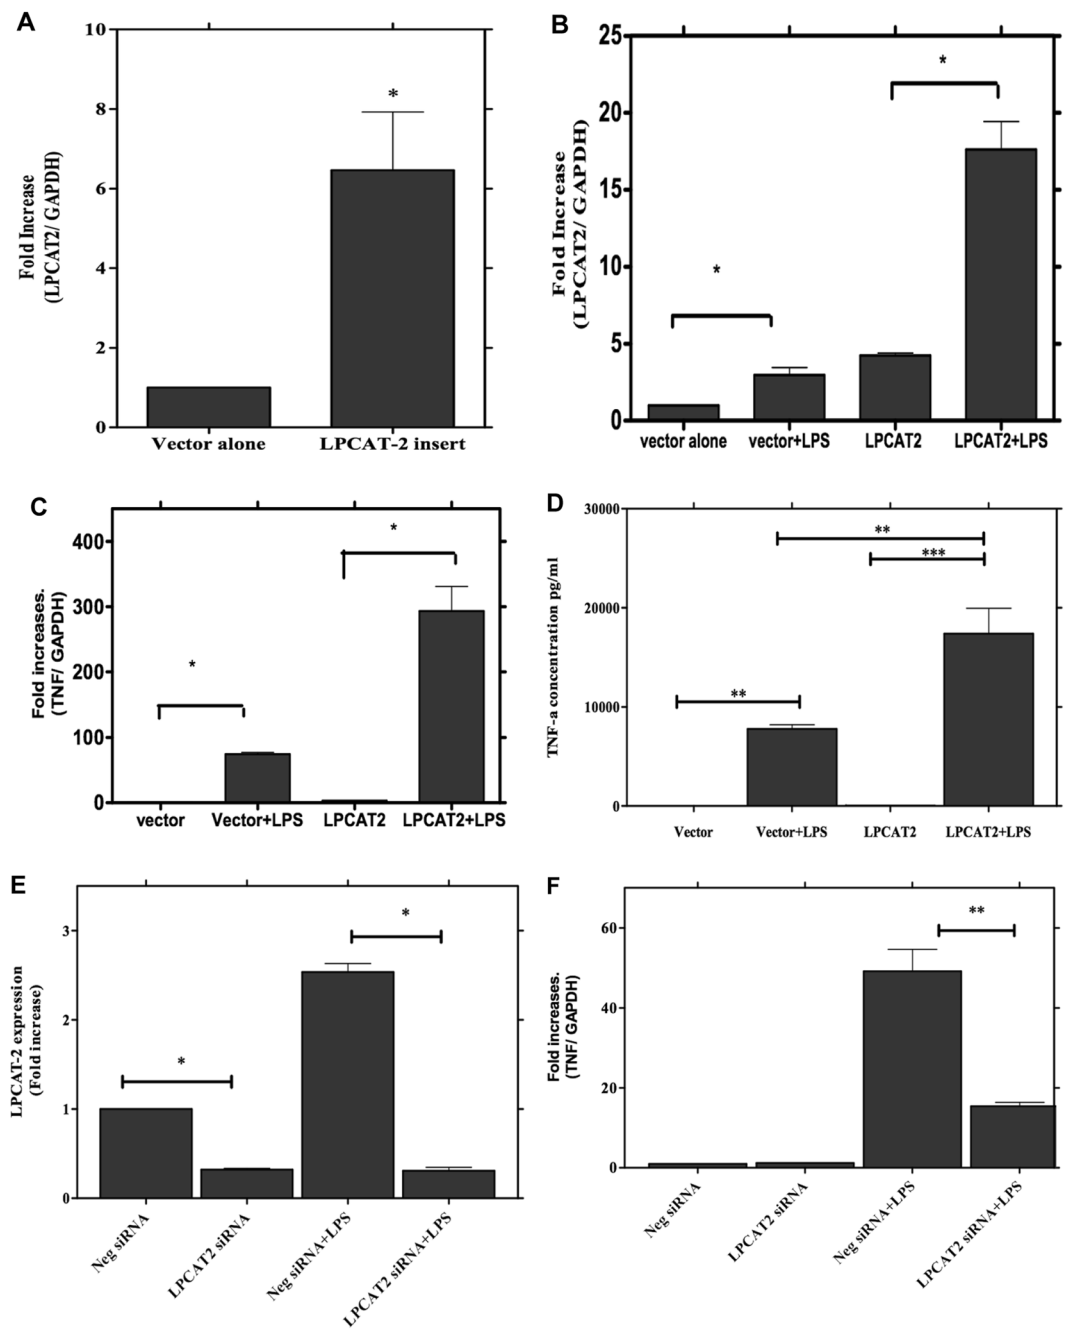 A
10
8
6
4
2
0
Fold Increase
(LPCAT2/ GAPDH)
*
Vector alone
LPCAT-2 insert
B
25
20
15
10
5
0
Fold Increase
(LPCAT2/ GAPDH)
*
*
vector alone
vector+LPS
LPCAT2
LPCAT2+LPS
C
400
300
200
100
0
Fold increases.
(TNF/ GAPDH)
*
*
vector
Vector+LPS
LPCAT2
LPCAT2+LPS
D
30000
20000
10000
0
TNF-a concentration pg/ml
**
***
**
Vector
Vector+LPS
LPCAT2
LPCAT2+LPS
E
3
2
1
0
LPCAT-2 expression
(Fold increase)
*
*
Neg siRNA
LPCAT2 siRNA
Neg siRNA+LPS
LPCAT2 siRNA+LPS
F
60
40
20
0
Fold increases.
(TNF/ GAPDH)
**
Neg siRNA
LPCAT2 siRNA
Neg siRNA+LPS
LPCAT2 siRNA+LPS